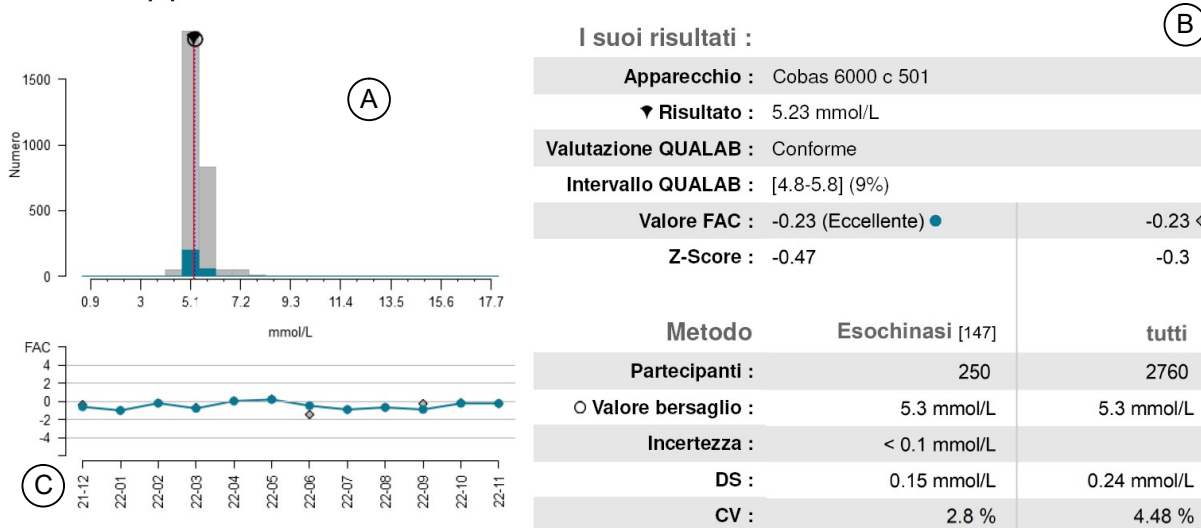 A
1500
1000
500
0
Numero
0.9 3 5.1 7.2 9.3 11.4 13.5 15.6 17.7
mmol/L
FAC
4
2
0
-2
-4
21-12 22-01 22-02 22-03 22-04 22-05 22-06 22-07 22-08 22-09 22-10 22-11
C
B
I suoi risultati :
Apparecchio : Cobas 6000 c 501
Risultato : 5.23 mmol/L
Valutazione QUALAB : Conforme
Intervallo QUALAB : [4.8-5.8] (9%)
Valore FAC : -0.23 (Eccellente) -0.23
Z-Score : -0.47 -0.3
Metodo Esochinasi [147] tutti
Partecipanti : 250 2760
Valore bersaglio : 5.3 mmol/L 5.3 mmol/L
Incertezza : < 0.1 mmol/L
DS : 0.15 mmol/L 0.24 mmol/L
CV : 2.8 % 4.48 %